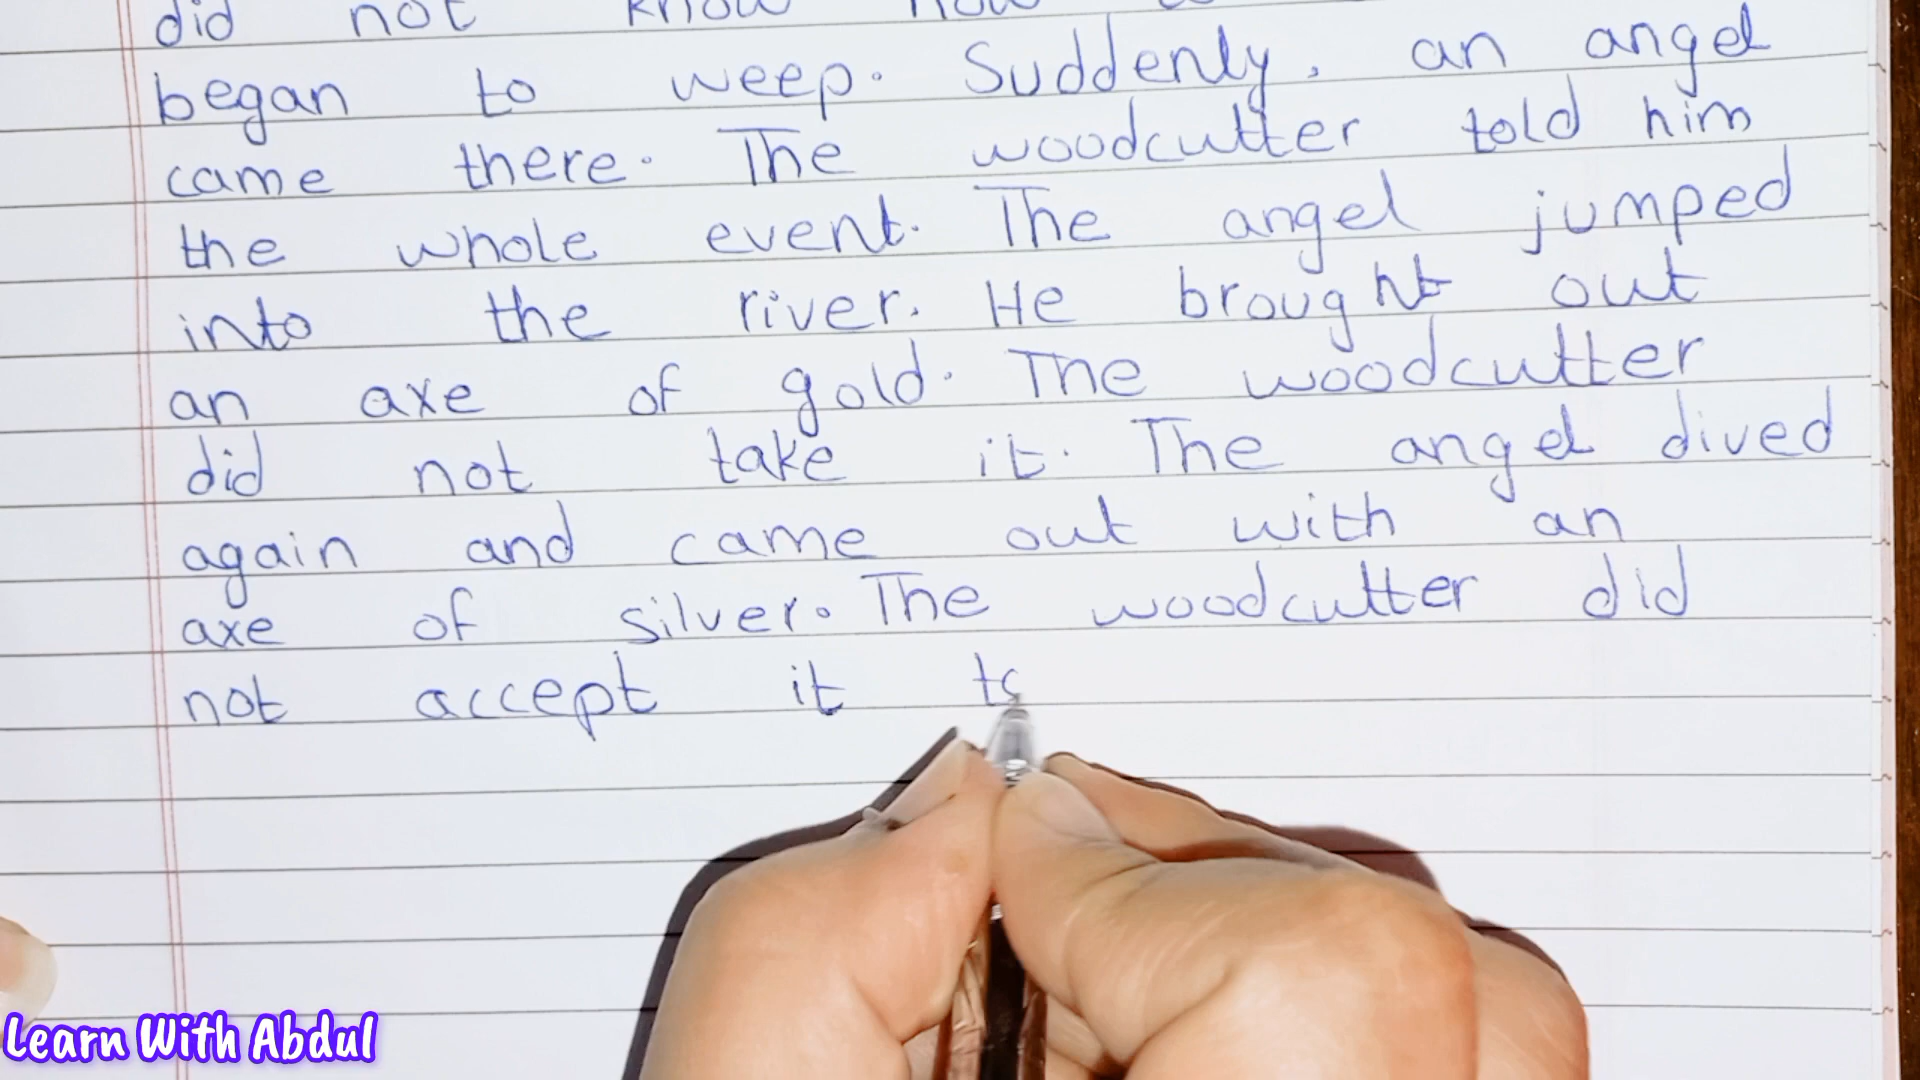 did not know how
began to weep. Suddenly, an angel
came there. The woodcutter told him
the whole event. The angel jumped
into the river. He brought out
an axe of gold. The woodcutter
did not take it. The angel dived
again and came out with an
axe of silver. The woodcutter did
not accept it to
Learn With Abdul